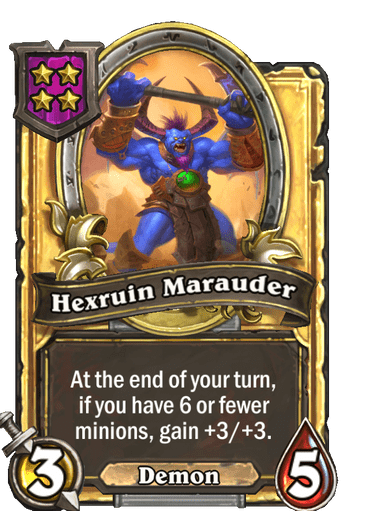 Hexruin Marauder
At the end of your turn,
if you have 6 or fewer
minions, gain +3/+3.
3
Demon
5